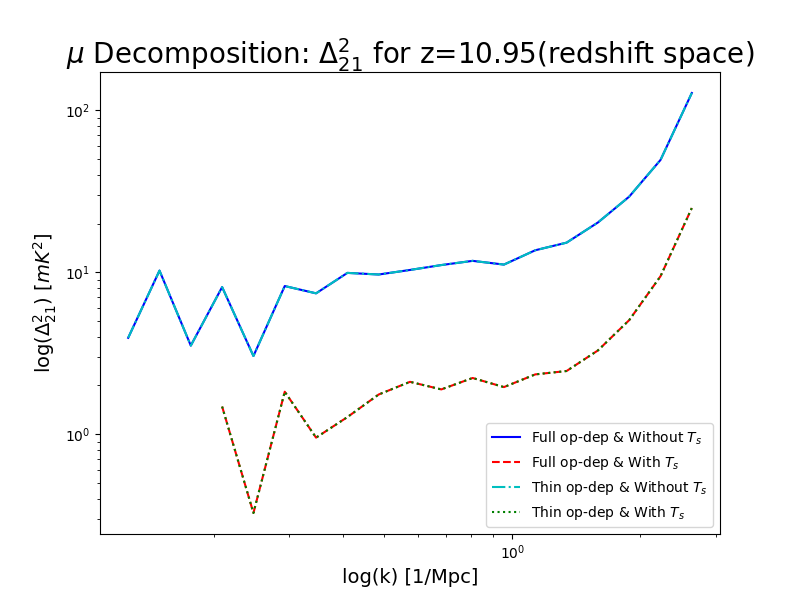 μ Decomposition: Δ²₂₁ for z=10.95(redshift space)
10²
10¹
10⁰
log(Δ²₂₁) [mK²]
Full op-dep & Without Tₛ
Full op-dep & With Tₛ
Thin op-dep & Without Tₛ
Thin op-dep & With Tₛ
10⁰
log(k) [1/Mpc]